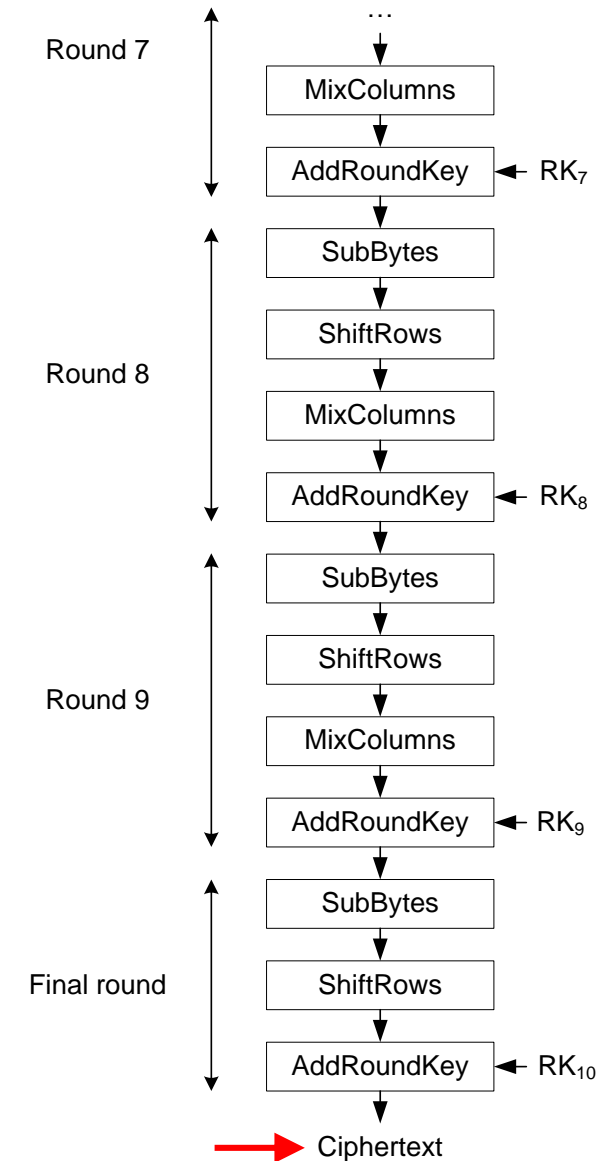 …
Round 7
MixColumns
AddRoundKey RK₇
SubBytes
ShiftRows
Round 8
MixColumns
AddRoundKey RK₈
SubBytes
ShiftRows
Round 9
MixColumns
AddRoundKey RK₉
SubBytes
Final round
ShiftRows
AddRoundKey RK₁₀
Ciphertext